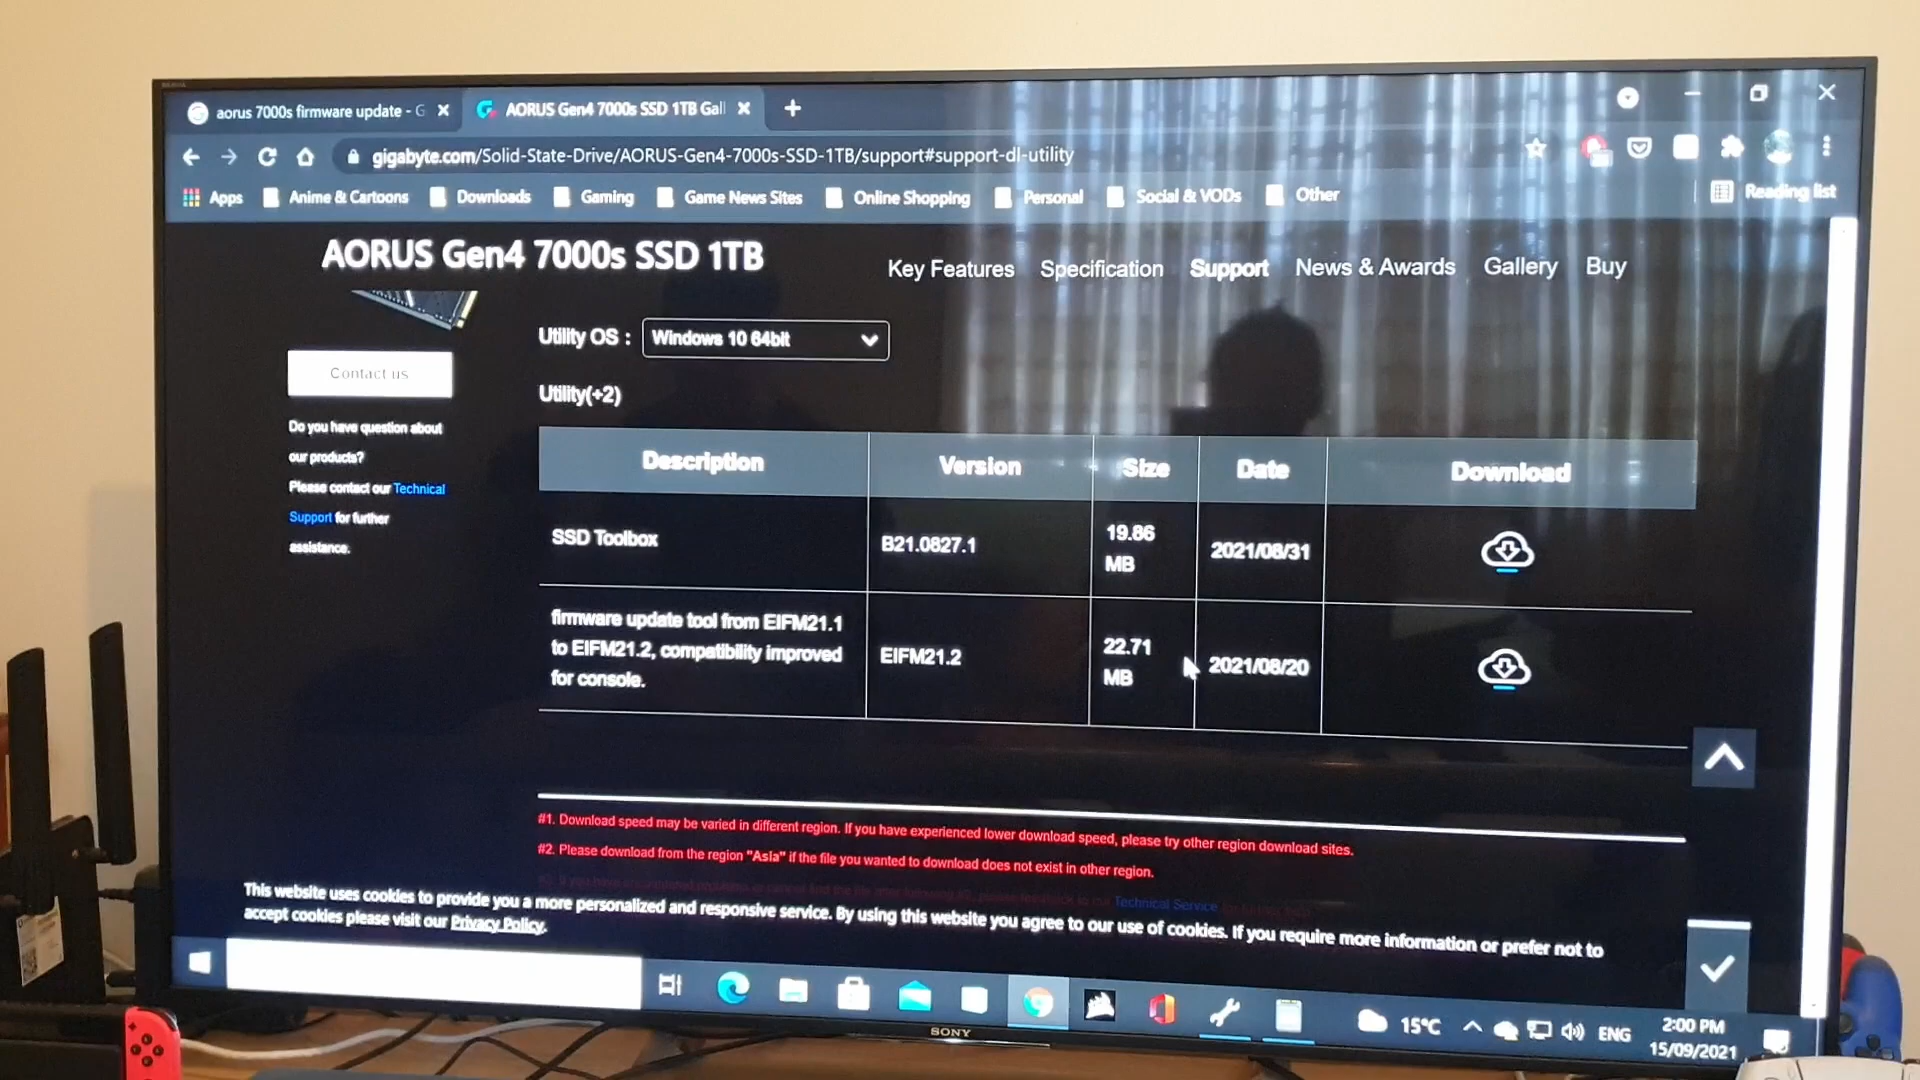 aorus 7000s firmware update - G
AORUS Gen4 7000s SSD 1TB Gal
gigabyte.com/Solid-State-Drive/AORUS-Gen4-7000s-SSD-1TB/support#support-dl-utility
Apps Anime & Cartoons Downloads Gaming Game News Sites Online Shopping Personal Social & VODs Other Reading list
AORUS Gen4 7000s SSD 1TB
Key Features Specification Support News & Awards Gallery Buy
Utility OS : Windows 10 64bit
Contact us
Utility(+2)
Do you have question about
our products?
Please contact our Technical
Support for further
assistance.
Description Version Size Date Download
SSD Toolbox B21.0827.1 19.86 MB 2021/08/31
firmware update tool from EIFM21.1
to EIFM21.2, compatibility improved
for console.
EIFM21.2 22.71 MB 2021/08/20
#1. Download speed may be varied in different region. If you have experienced lower download speed, please try other region download sites.
#2. Please download from the region "Asia" if the file you wanted to download does not exist in other region.
Technical Service
This website uses cookies to provide you a more personalized and responsive service. By using this website you agree to our use of cookies. If you require more information or prefer not to
accept cookies please visit our Privacy Policy.
15°C ENG 2:00 PM
15/09/2021
SONY